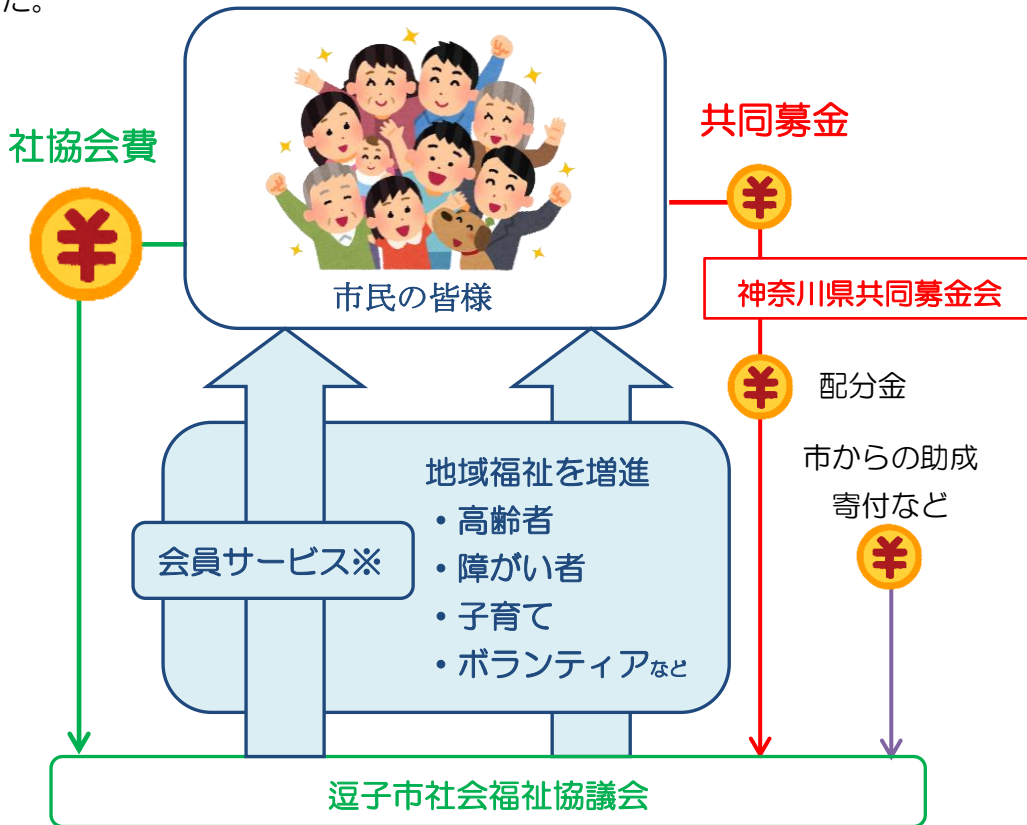 た。
社協会費
共同募金
¥
¥
市民の皆様
神奈川県共同募金会
¥
配分金
市からの助成
寄付など
¥
地域福祉を増進
・高齢者
・障がい者
・子育て
・ボランティアなど
会員サービス※
逗子市社会福祉協議会